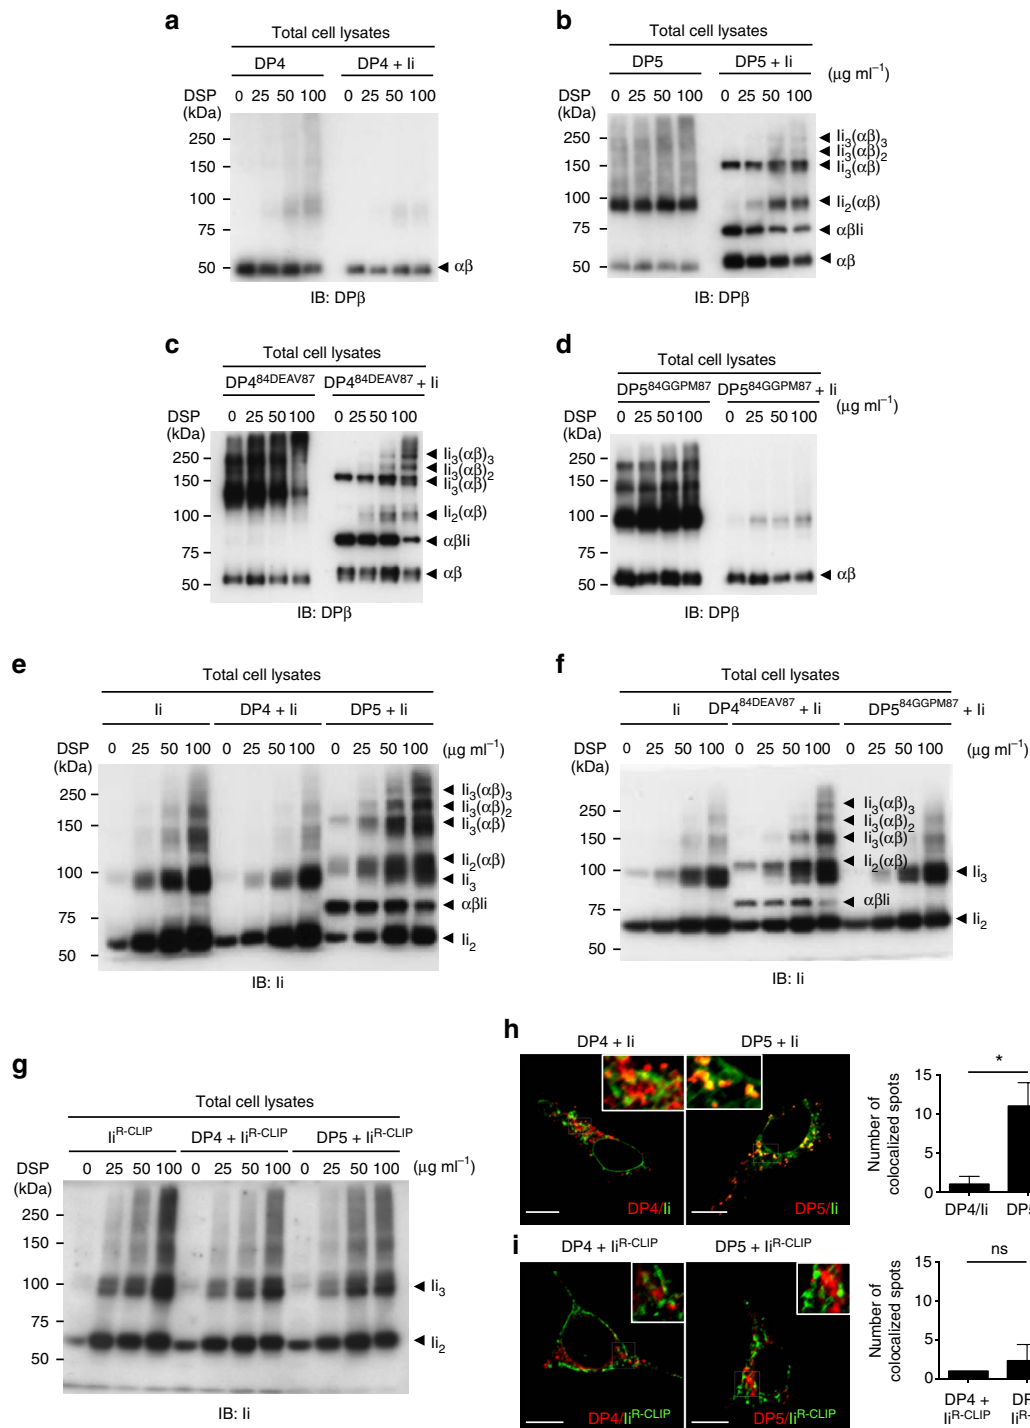 a
Total cell lysates
DP4 DP4 + Ii
DSP 0 25 50 100 0 25 50 100
(kDa)
250
150
100
75
50
αβ
IB: DPβ
b
Total cell lysates
DP5 DP5 + Ii (μg ml⁻¹)
DSP 0 25 50 100 0 25 50 100
(kDa)
250
150
100
75
50
Ii₃(αβ)₃
Ii₃(αβ)₂
Ii₃(αβ)
Ii₂(αβ)
αβIi
αβ
IB: DPβ
c
Total cell lysates
DP4⁸⁴DEAV⁸⁷ DP4⁸⁴DEAV⁸⁷ + Ii
DSP 0 25 50 100 0 25 50 100
(kDa)
250
150
100
75
50
Ii₃(αβ)₃
Ii₃(αβ)₂
Ii₃(αβ)
Ii₂(αβ)
αβIi
αβ
IB: DPβ
d
Total cell lysates
DP5⁸⁴GGPM⁸⁷ DP5⁸⁴GGPM⁸⁷ + Ii
DSP 0 25 50 100 0 25 50 100 (μg ml⁻¹)
(kDa)
250
150
100
75
50
αβ
IB: DPβ
e
Total cell lysates
Ii DP4 + Ii DP5 + Ii
DSP 0 25 50 100 0 25 50 100 0 25 50 100 (μg ml⁻¹)
(kDa)
250
150
100
75
50
Ii₃(αβ)₃
Ii₃(αβ)₂
Ii₃(αβ)
Ii₂(αβ)
Ii₃
αβIi
Ii₂
IB: Ii
f
Total cell lysates
Ii DP4⁸⁴DEAV⁸⁷ + Ii DP5⁸⁴GGPM⁸⁷ + Ii
DSP 0 25 50 100 0 25 50 100 0 25 50 100 (μg ml⁻¹)
(kDa)
250
150
100
75
50
Ii₃(αβ)₃
Ii₃(αβ)₂
Ii₃(αβ)
Ii₂(αβ)
αβIi
Ii₃
Ii₂
IB: Ii
g
Total cell lysates
Ii^R-CLIP DP4 + Ii^R-CLIP DP5 + Ii^R-CLIP
DSP 0 25 50 100 0 25 50 100 0 25 50 100 (μg ml⁻¹)
(kDa)
250
150
100
75
50
Ii₃
Ii₂
IB: Ii
h
DP4 + Ii DP5 + Ii
DP4/Ii DP5/Ii
Number of
colocalized spots
15
10
5
0
*
DP4/Ii DP5
i
DP4 + Ii^R-CLIP DP5 + Ii^R-CLIP
DP4/Ii^R-CLIP DP5/Ii^R-CLIP
Number of
colocalized spots
15
10
5
0
ns
DP4 + DP
Ii^R-CLIP Ii^R-